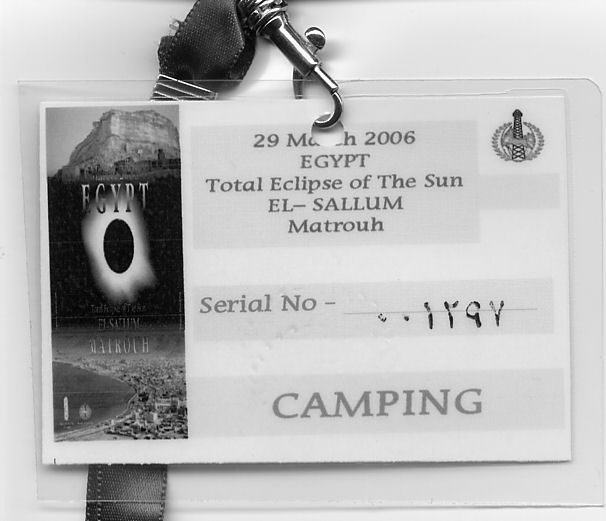 29 March 2006
EGYPT
Total Eclipse of The Sun
EL– SALLUM
Matrouh
Serial No – ٠٠١٢٩٧
CAMPING
EGYPT
EL SALLUM
MATROUH